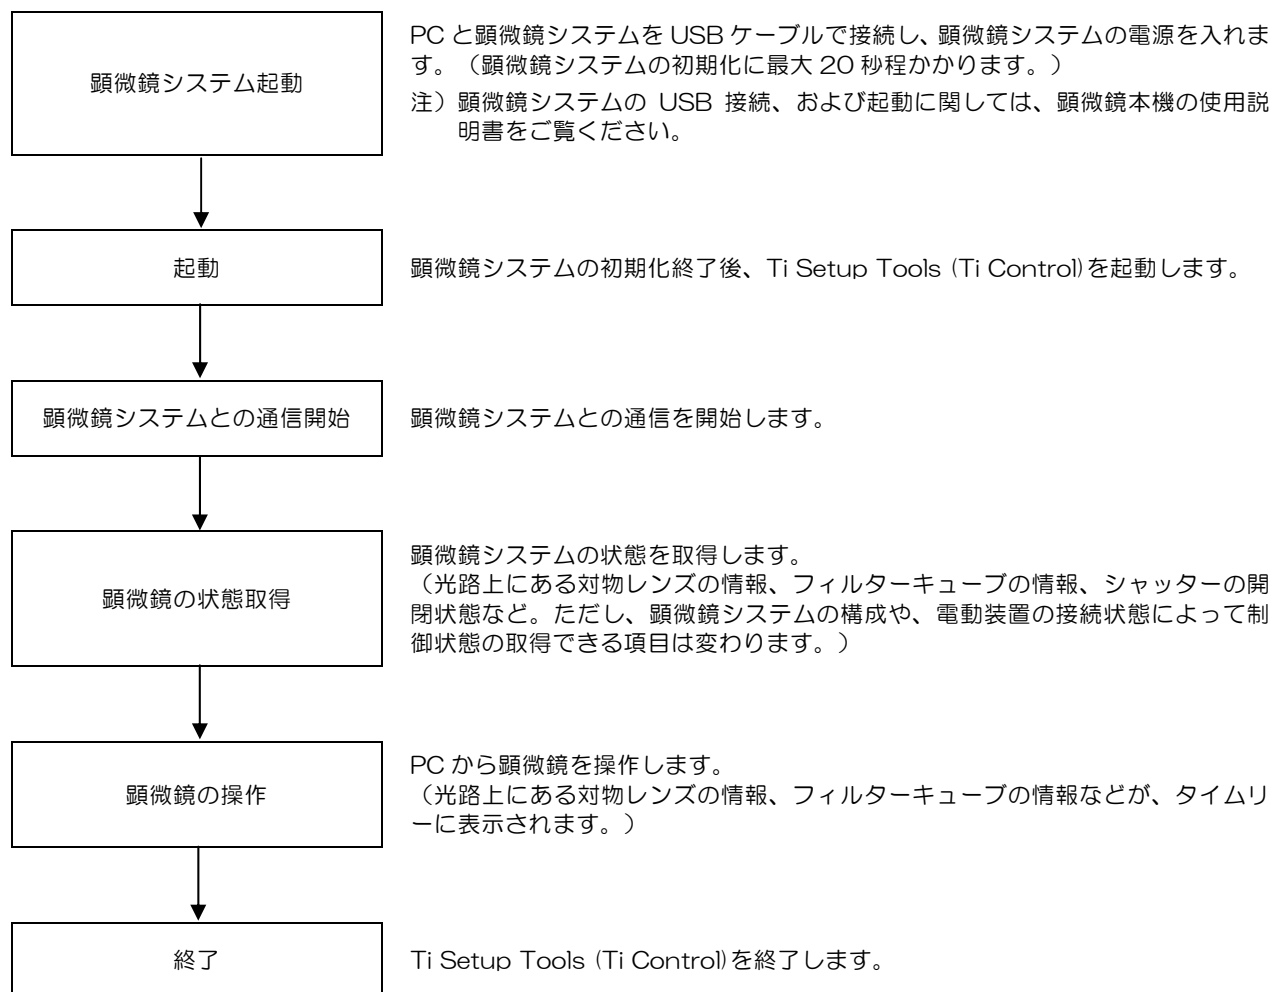 顕微鏡システム起動
PC と顕微鏡システムを USB ケーブルで接続し、顕微鏡システムの電源を入れま
す。（顕微鏡システムの初期化に最大 20 秒程かかります。）
注）顕微鏡システムの USB 接続、および起動に関しては、顕微鏡本機の使用説
明書をご覧ください。
起動
顕微鏡システムの初期化終了後、Ti Setup Tools (Ti Control)を起動します。
顕微鏡システムとの通信開始
顕微鏡システムとの通信を開始します。
顕微鏡の状態取得
顕微鏡システムの状態を取得します。
（光路上にある対物レンズの情報、フィルターキューブの情報、シャッターの開
閉状態など。ただし、顕微鏡システムの構成や、電動装置の接続状態によって制
御状態の取得できる項目は変わります。）
顕微鏡の操作
PC から顕微鏡を操作します。
（光路上にある対物レンズの情報、フィルターキューブの情報などが、タイムリ
ーに表示されます。）
終了
Ti Setup Tools (Ti Control)を終了します。